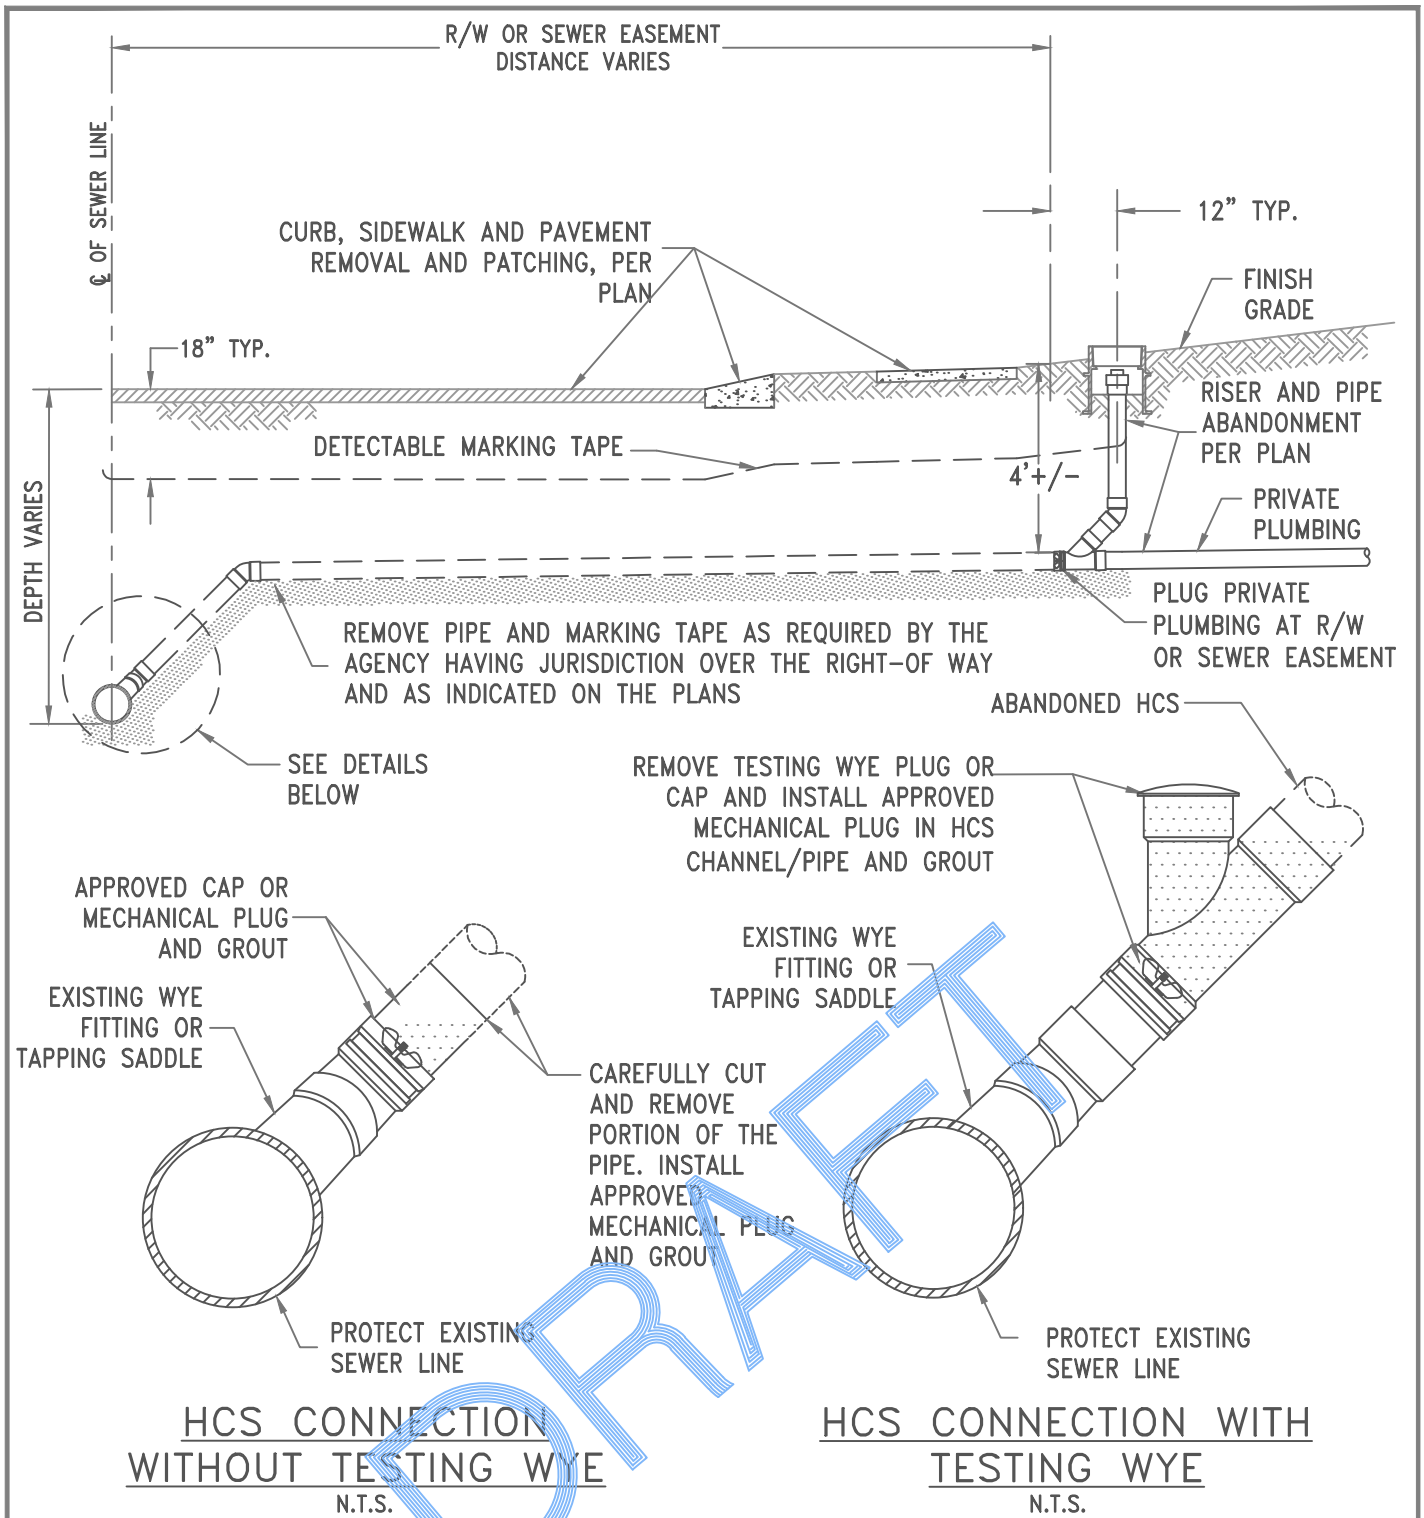 R/W OR SEWER EASEMENT
DISTANCE VARIES
℄ OF SEWER LINE
12” TYP.
CURB, SIDEWALK AND PAVEMENT
REMOVAL AND PATCHING, PER
PLAN
FINISH
GRADE
18” TYP.
RISER AND PIPE
ABANDONMENT
PER PLAN
DETECTABLE MARKING TAPE
4'+/-
DEPTH VARIES
PRIVATE
PLUMBING
PLUG PRIVATE
PLUMBING AT R/W
OR SEWER EASEMENT
REMOVE PIPE AND MARKING TAPE AS REQUIRED BY THE
AGENCY HAVING JURISDICTION OVER THE RIGHT-OF WAY
AND AS INDICATED ON THE PLANS
ABANDONED HCS
SEE DETAILS
BELOW
REMOVE TESTING WYE PLUG OR
CAP AND INSTALL APPROVED
MECHANICAL PLUG IN HCS
CHANNEL/PIPE AND GROUT
APPROVED CAP OR
MECHANICAL PLUG
AND GROUT
EXISTING WYE
FITTING OR
TAPPING SADDLE
EXISTING WYE
FITTING OR
TAPPING SADDLE
CAREFULLY CUT
AND REMOVE
PORTION OF THE
PIPE. INSTALL
APPROVED
MECHANICAL PLUG
AND GROUT
PROTECT EXISTING
SEWER LINE
PROTECT EXISTING
SEWER LINE
DRAFT
HCS CONNECTION
WITHOUT TESTING WYE
N.T.S.
HCS CONNECTION WITH
TESTING WYE
N.T.S.